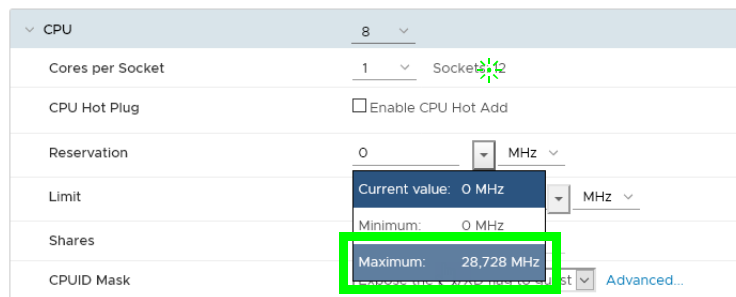 CPU 8
Cores per Socket 1 Sockets: 12
CPU Hot Plug Enable CPU Hot Add
Reservation 0 MHz
Current value: 0 MHz
Limit MHz
Minimum: 0 MHz
Shares
Maximum: 28,728 MHz
CPUID Mask Advanced...